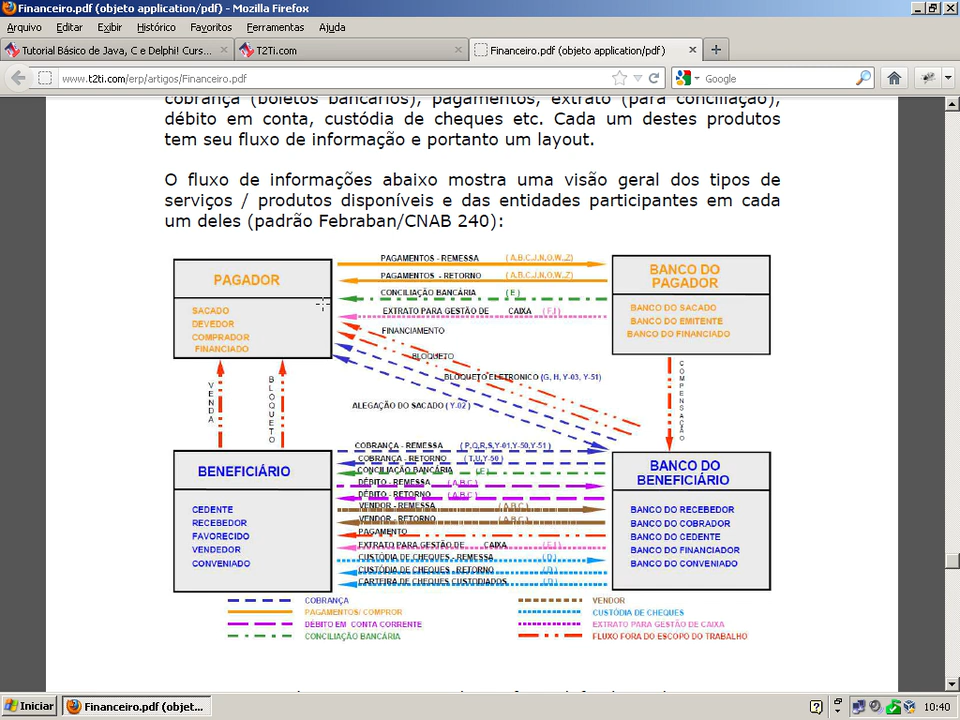 Financeiro.pdf (objeto application/pdf) - Mozilla Firefox
Arquivo Editar Exibir Histórico Favoritos Ferramentas Ajuda
Tutorial Básico de Java, C e Delphi! Curs...
T2Ti.com
Financeiro.pdf (objeto application/pdf)
www.t2ti.com/erp/artigos/Financeiro.pdf
Google
cobrança (boletos bancários), pagamentos, extrato (para conciliação),
débito em conta, custódia de cheques etc. Cada um destes produtos
tem seu fluxo de informação e portanto um layout.
O fluxo de informações abaixo mostra uma visão geral dos tipos de
serviços / produtos disponíveis e das entidades participantes em cada
um deles (padrão Febraban/CNAB 240):
PAGADOR
SACADO
DEVEDOR
COMPRADOR
FINANCIADO
PAGAMENTOS - REMESSA (A,B,C,J,N,O,W,.Z)
PAGAMENTOS - RETORNO (A,B,C,J,N,O,W,.Z)
CONCILIAÇÃO BANCÁRIA (E)
EXTRATO PARA GESTÃO DE CAIXA (F,I)
FINANCIAMENTO
BLOQUETO
BLOQUETO ELETRONICO (G, H, Y-03, Y-51)
ALEGAÇÃO DO SACADO (Y-02)
BANCO DO
PAGADOR
BANCO DO SACADO
BANCO DO EMITENTE
BANCO DO FINANCIADO
VENDA
BLOQUETO
COMPENSAÇÃO
BENEFICIÁRIO
CEDENTE
RECEBEDOR
FAVORECIDO
VENDEDOR
CONVENIADO
COBRANÇA - REMESSA (P,Q,R,S,Y-01,Y-50,Y-51)
COBRANÇA - RETORNO (T,U,Y-50)
CONCILIAÇÃO BANCÁRIA (E)
DÉBITO - REMESSA (A,B,C)
DÉBITO - RETORNO (A,B,C)
VENDOR - REMESSA (A,B,C)
VENDOR - RETORNO (A,B,C)
PAGAMENTO
EXTRATO PARA GESTÃO DE CAIXA (F,I)
CUSTÓDIA DE CHEQUES - REMESSA (D)
CUSTÓDIA DE CHEQUES - RETORNO (D)
CARTEIRA DE CHEQUES CUSTODIADOS (D)
BANCO DO
BENEFICIÁRIO
BANCO DO RECEBEDOR
BANCO DO COBRADOR
BANCO DO CEDENTE
BANCO DO FINANCIADOR
BANCO DO CONVENIADO
COBRANÇA
PAGAMENTOS/ COMPROR
DÉBITO EM CONTA CORRENTE
CONCILIAÇÃO BANCÁRIA
VENDOR
CUSTÓDIA DE CHEQUES
EXTRATO PARA GESTÃO DE CAIXA
FLUXO FORA DO ESCOPO DO TRABALHO
Iniciar
Financeiro.pdf (objet...
10:40